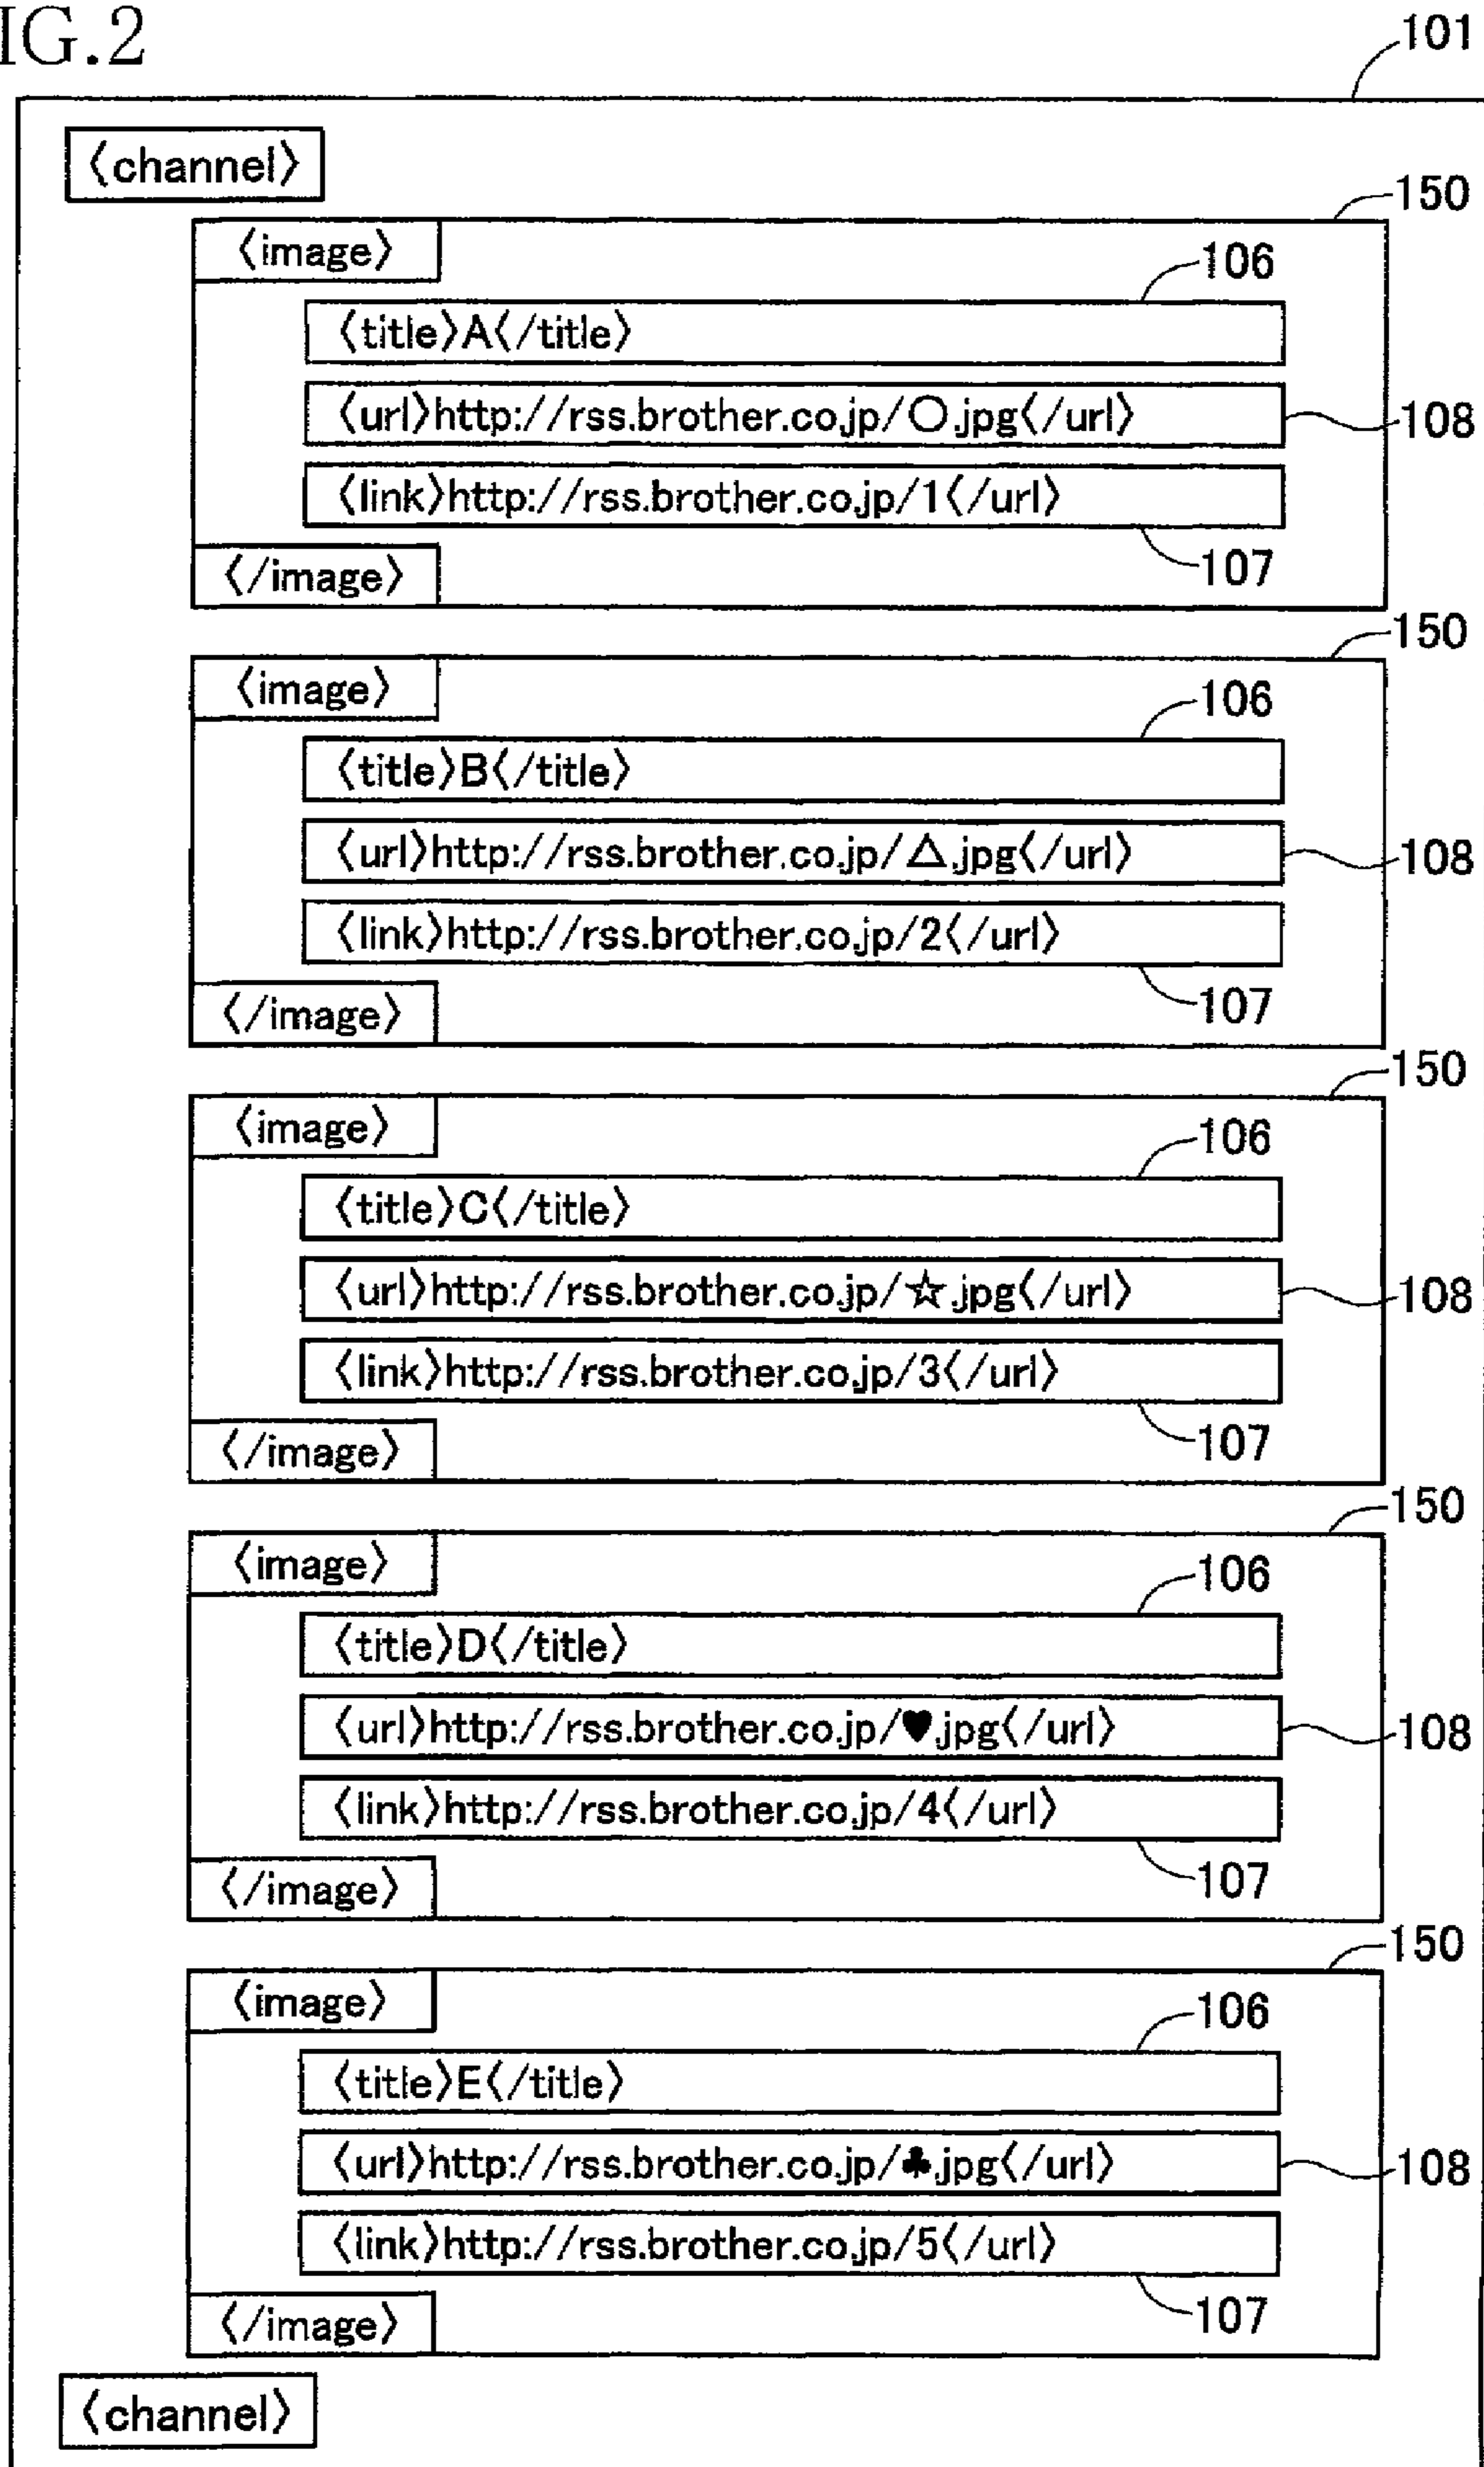 IG.2
101
〈channel〉
150
〈image〉
106
〈title〉A〈/title〉
〈url〉http://rss.brother.co.jp/○.jpg〈/url〉
108
〈link〉http://rss.brother.co.jp/1〈/url〉
〈/image〉
107
150
〈image〉
106
〈title〉B〈/title〉
〈url〉http://rss.brother.co.jp/△.jpg〈/url〉
108
〈link〉http://rss.brother.co.jp/2〈/url〉
〈/image〉
107
150
〈image〉
106
〈title〉C〈/title〉
〈url〉http://rss.brother.co.jp/☆.jpg〈/url〉
108
〈link〉http://rss.brother.co.jp/3〈/url〉
〈/image〉
107
150
〈image〉
106
〈title〉D〈/title〉
〈url〉http://rss.brother.co.jp/♥.jpg〈/url〉
108
〈link〉http://rss.brother.co.jp/4〈/url〉
〈/image〉
107
150
〈image〉
106
〈title〉E〈/title〉
〈url〉http://rss.brother.co.jp/♣.jpg〈/url〉
108
〈link〉http://rss.brother.co.jp/5〈/url〉
〈/image〉
107
〈channel〉